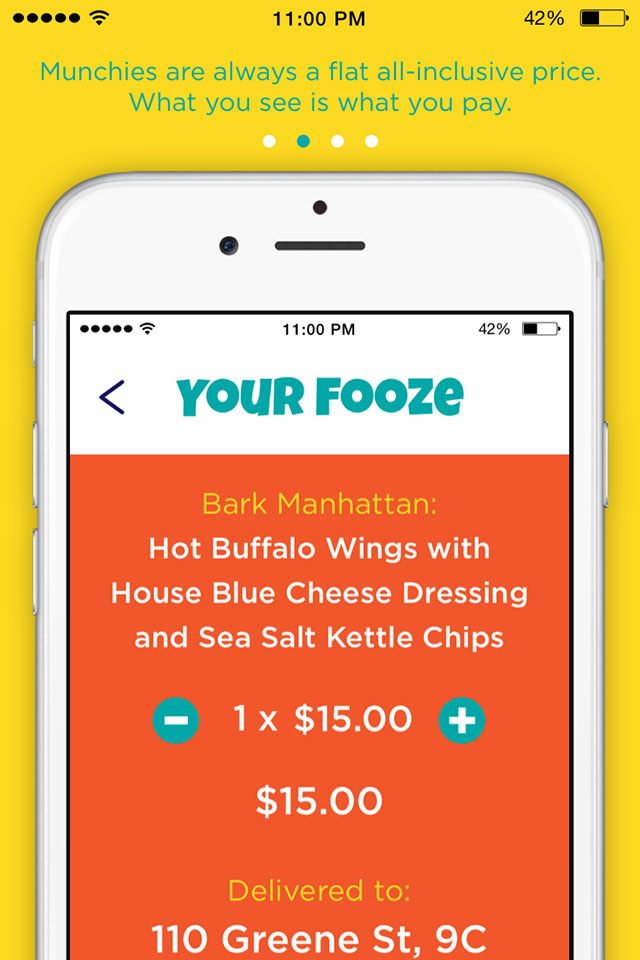 11:00 PM
42%
Munchies are always a flat all-inclusive price.
What you see is what you pay.
11:00 PM
42%
YOUR FOOZE
Bark Manhattan:
Hot Buffalo Wings with
House Blue Cheese Dressing
and Sea Salt Kettle Chips
1 x $15.00
$15.00
Delivered to:
110 Greene St, 9C